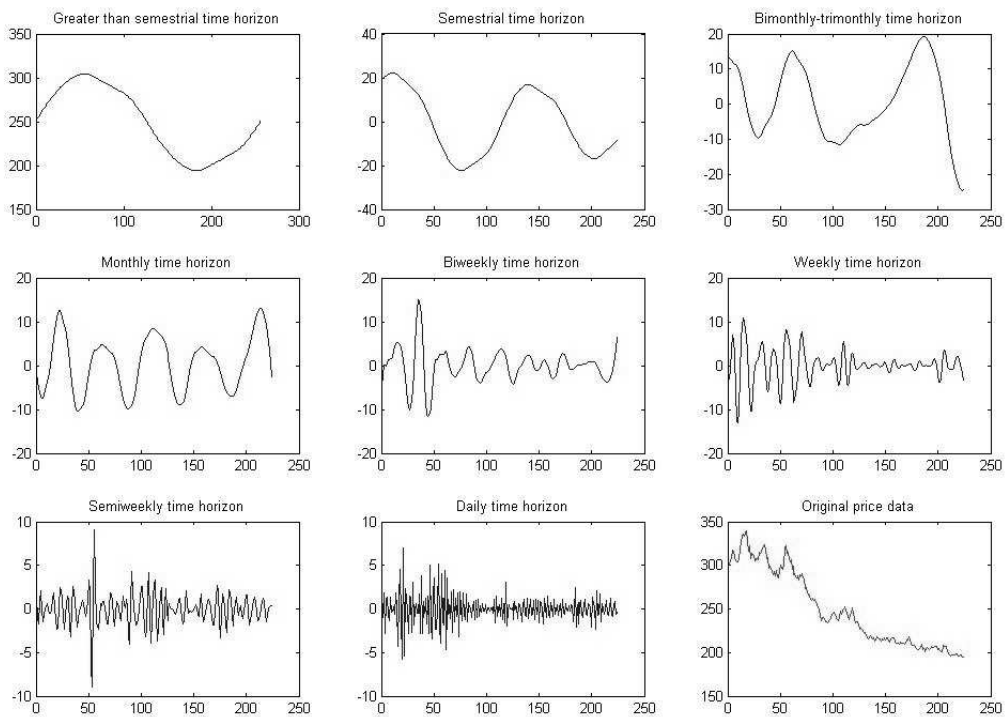 Greater than semestrial time horizon
350
300
250
200
150
0 100 200 300
Semestrial time horizon
40
20
0
-20
-40
0 50 100 150 200 250
Bimonthly-trimonthly time horizon
20
10
0
-10
-20
-30
0 50 100 150 200 250
Monthly time horizon
20
10
0
-10
-20
0 50 100 150 200 250
Biweekly time horizon
20
10
0
-10
-20
0 50 100 150 200 250
Weekly time horizon
20
10
0
-10
-20
0 50 100 150 200 250
Semiweekly time horizon
10
5
0
-5
-10
0 50 100 150 200 250
Daily time horizon
10
5
0
-5
-10
0 50 100 150 200 250
Original price data
350
300
250
200
150
0 50 100 150 200 250